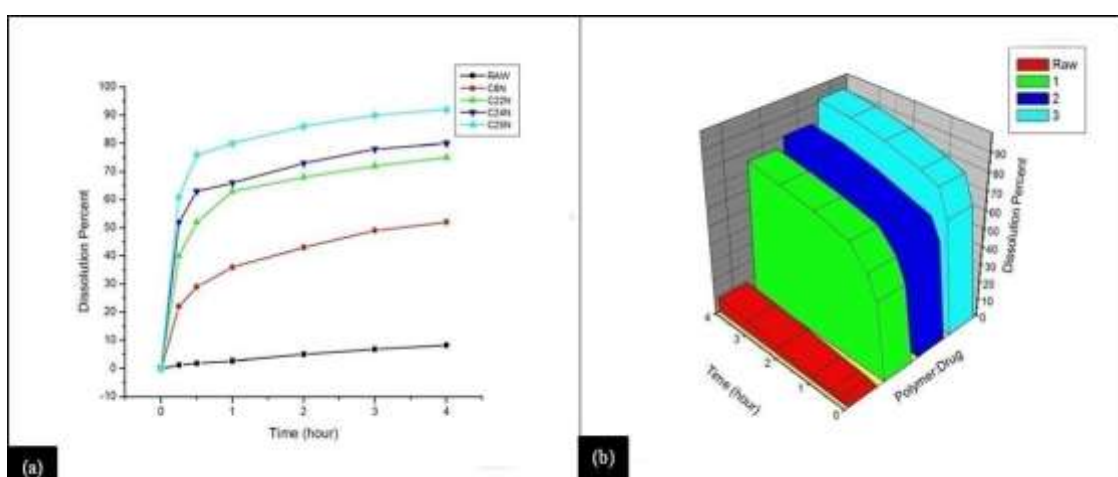 RAW
C8N
C22N
C24N
C29N
100
90
80
70
60
50
40
30
20
10
0
-10
Dissolution Percent
0 1 2 3 4
Time (hour)
(a)
Raw
1
2
3
90
80
70
60
50
40
30
20
10
0
Dissolution Percent
4
3
2
1
0
Time (hour)
Polymer:Drug
(b)